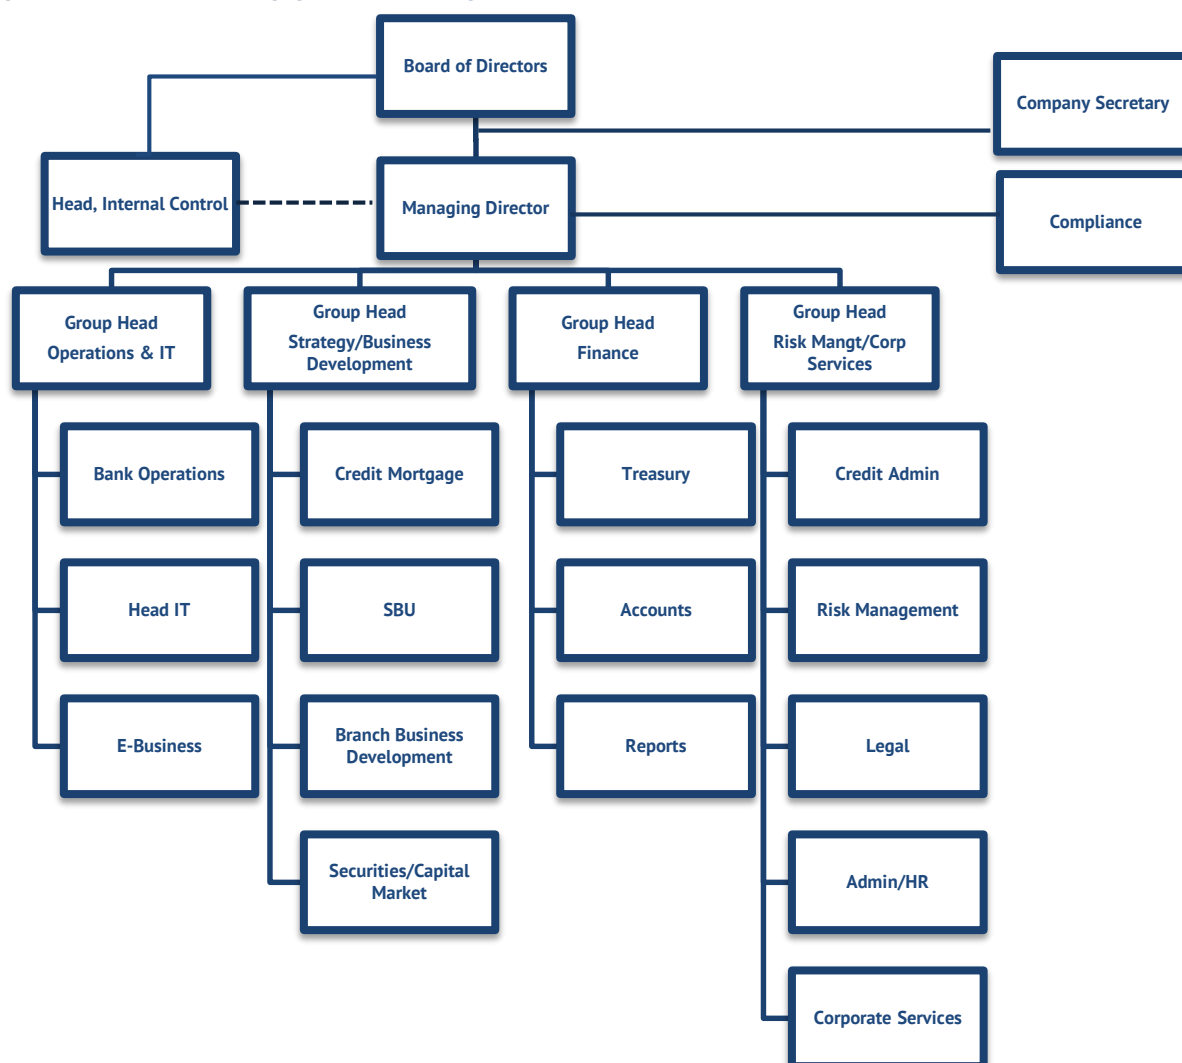 Board of Directors
Company Secretary
Head, Internal Control
Managing Director
Compliance
Group Head
Operations & IT
Group Head
Strategy/Business
Development
Group Head
Finance
Group Head
Risk Mangt/Corp
Services
Bank Operations
Credit Mortgage
Treasury
Credit Admin
Head IT
SBU
Accounts
Risk Management
E-Business
Branch Business
Development
Reports
Legal
Securities/Capital
Market
Admin/HR
Corporate Services